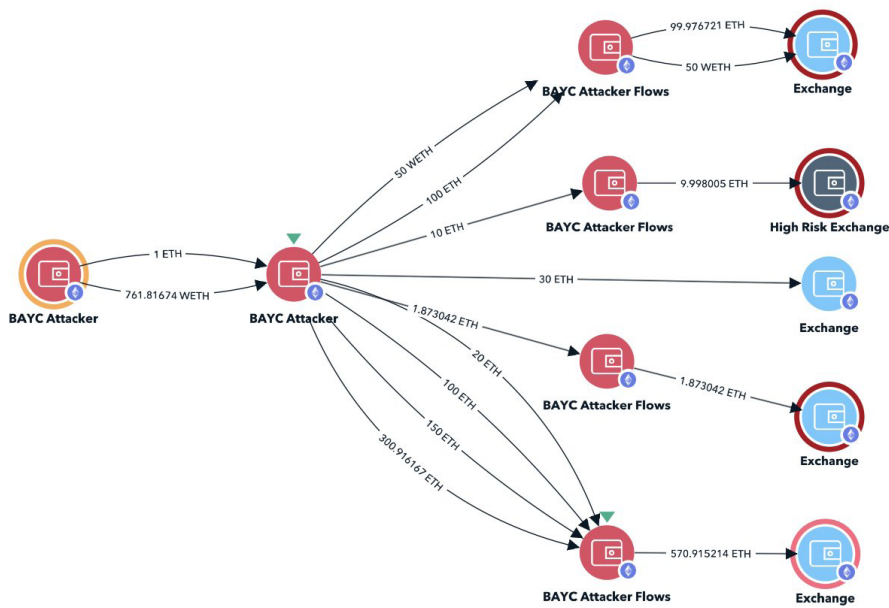 99.976721 ETH
50 WETH
BAYC Attacker Flows
Exchange
50 WETH
100 ETH
9.998005 ETH
10 ETH
BAYC Attacker Flows
High Risk Exchange
1 ETH
30 ETH
761.81674 WETH
BAYC Attacker
BAYC Attacker
Exchange
1.873042 ETH
20 ETH
1.873042 ETH
100 ETH
BAYC Attacker Flows
150 ETH
300.916167 ETH
Exchange
570.915214 ETH
BAYC Attacker Flows
Exchange